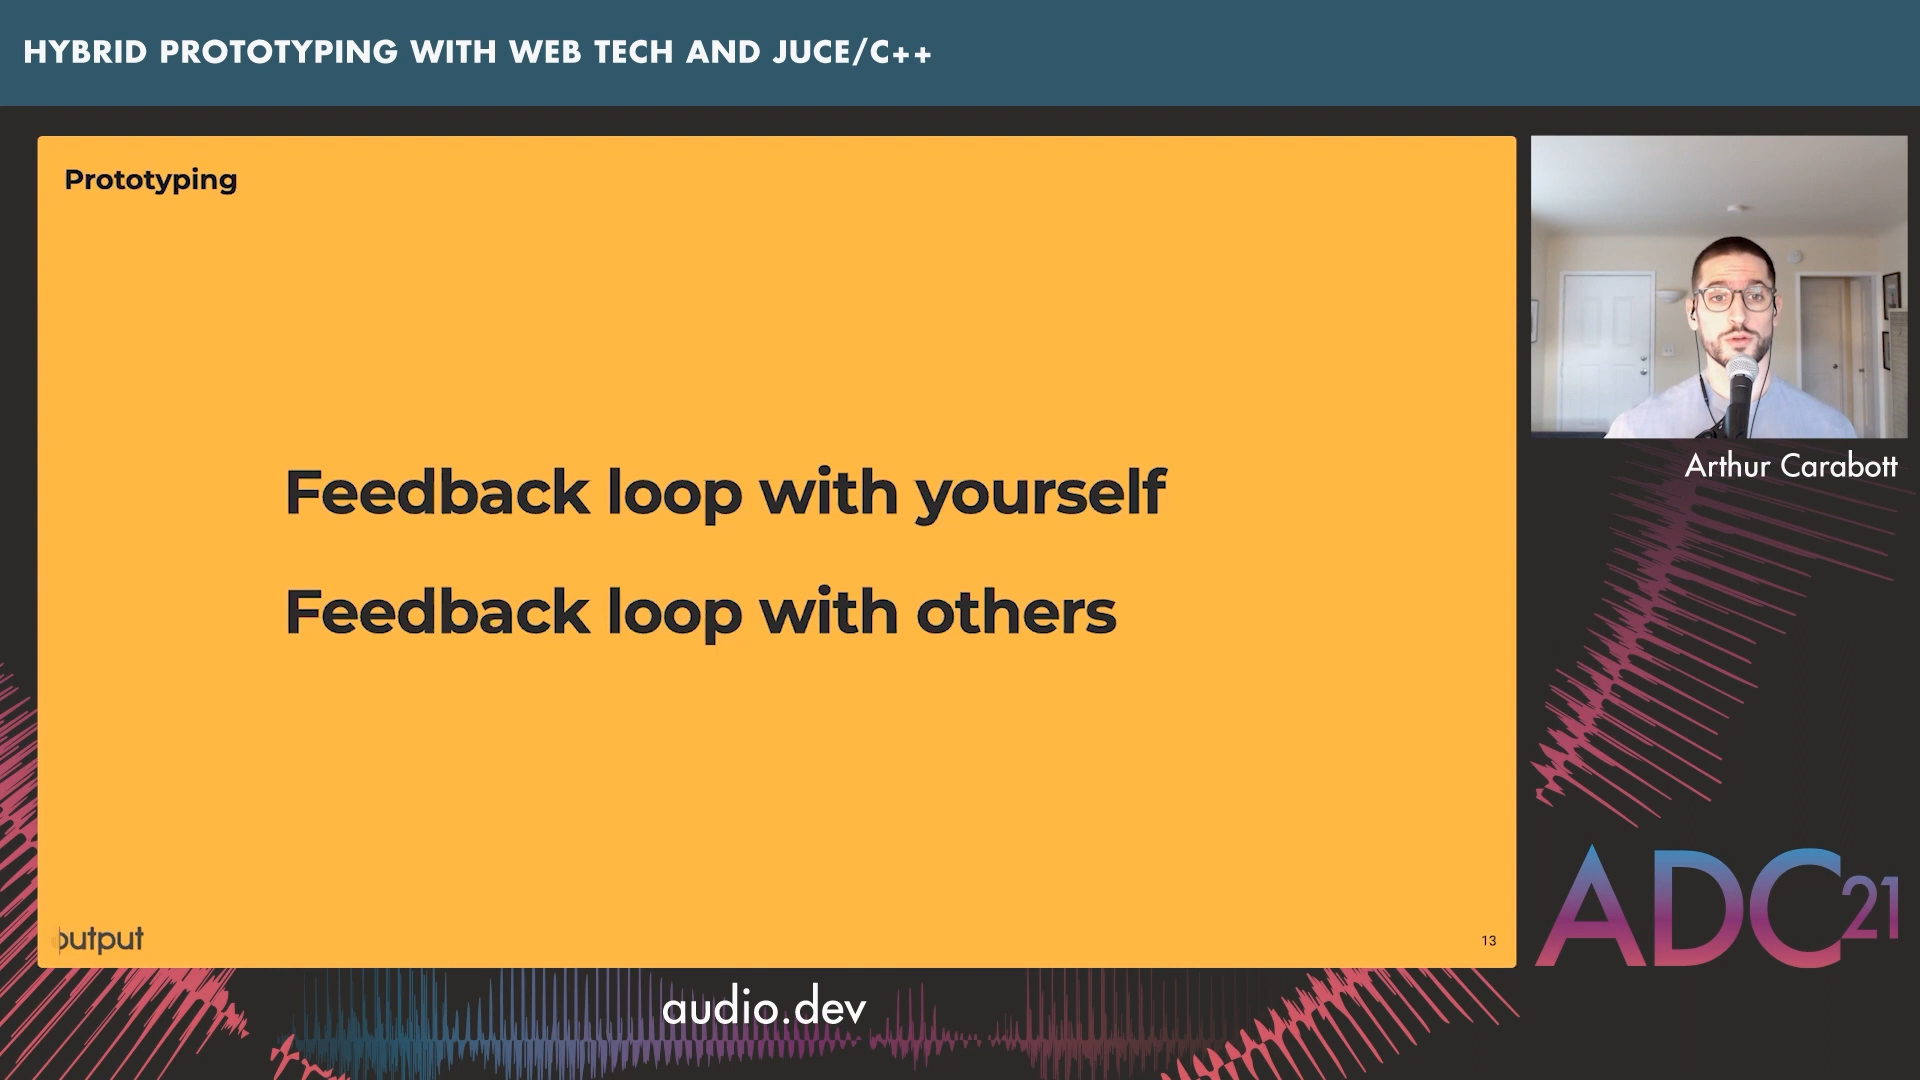 HYBRID PROTOTYPING WITH WEB TECH AND JUCE/C++
Prototyping
Feedback loop with yourself
Feedback loop with others
output
13
Arthur Carabott
ADC21
audio.dev